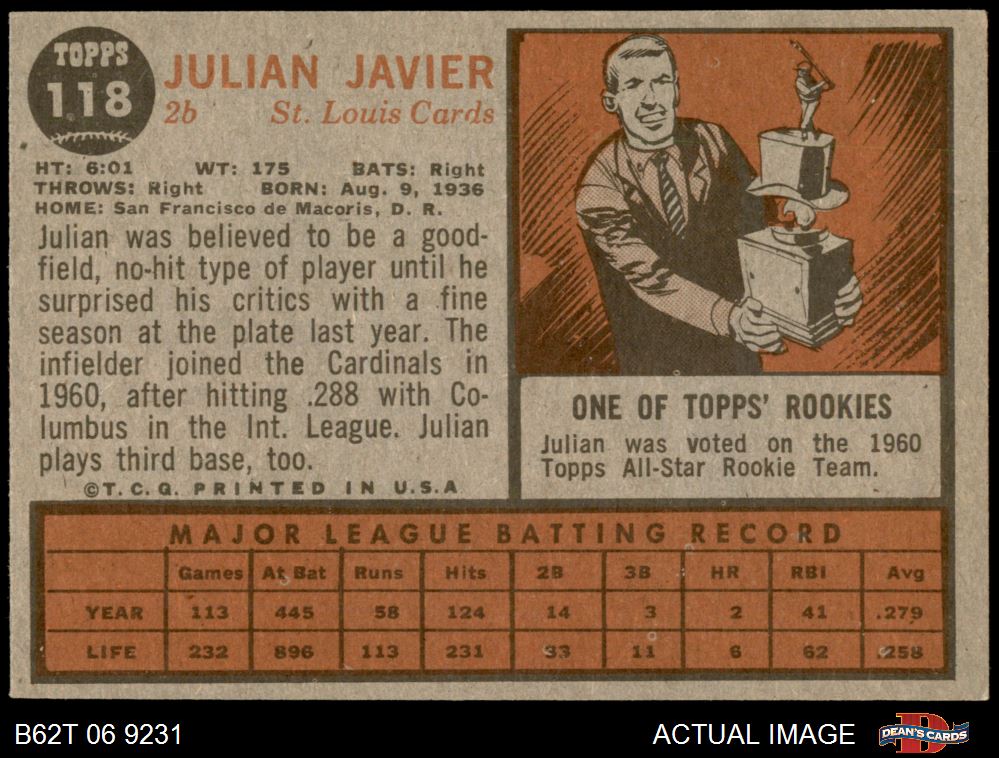 TOPPS
118
JULIAN JAVIER
2b St. Louis Cards
HT: 6:01 WT: 175 BATS: Right
THROWS: Right BORN: Aug. 9, 1936
HOME: San Francisco de Macoris, D. R.
Julian was believed to be a good-
field, no-hit type of player until he
surprised his critics with a fine
season at the plate last year. The
infielder joined the Cardinals in
1960, after hitting .288 with Co-
lumbus in the Int. League. Julian
plays third base, too.
©T.C.G. PRINTED IN U.S.A
ONE OF TOPPS' ROOKIES
Julian was voted on the 1960
Topps All-Star Rookie Team.
MAJOR LEAGUE BATTING RECORD
Games At Bat Runs Hits 2B 3B HR RBI Avg
YEAR 113 445 58 124 14 3 2 41 .279
LIFE 232 896 113 231 33 11 6 62 .258
B62T 06 9231 ACTUAL IMAGE DEAN'S CARDS